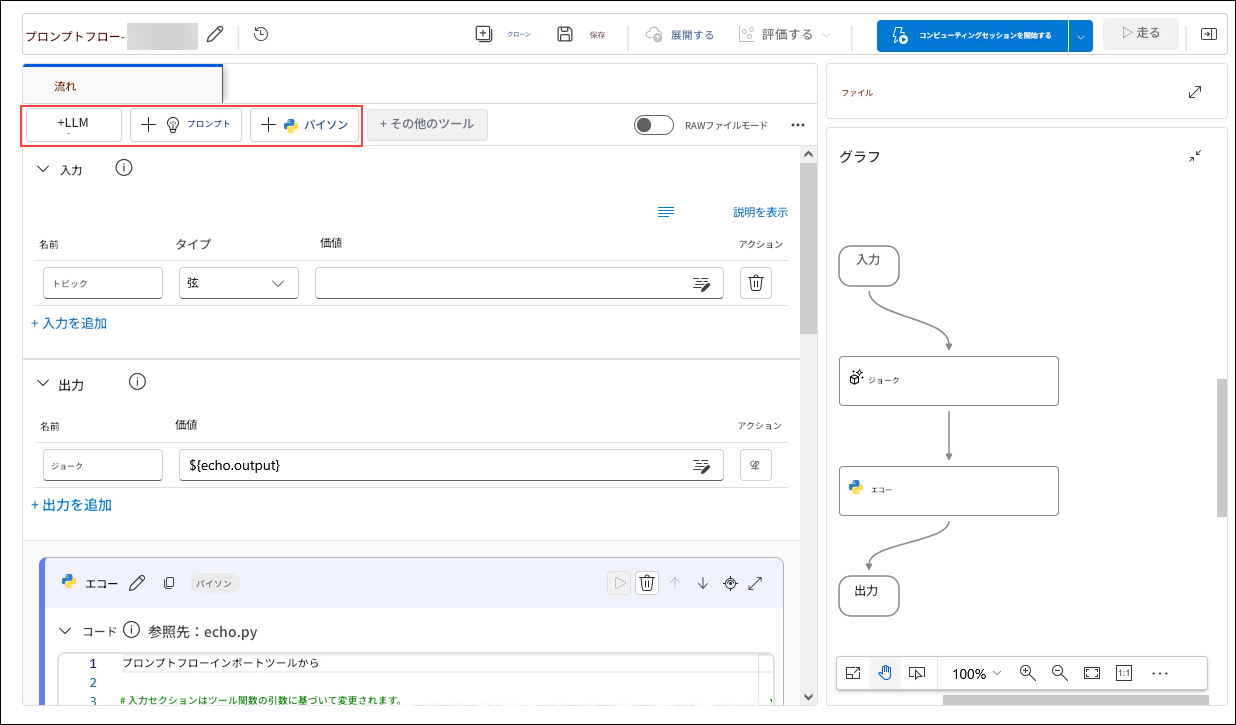 プロンプトフロー-
クローン
保存
展開する
評価する
コンピューティングセッションを開始する
走る
流れ
+LLM
プロンプト
パイソン
+ その他のツール
RAWファイルモード
入力
説明を表示
名前 タイプ 価値 アクション
トピック 弦
+ 入力を追加
出力
名前 価値 アクション
ジョーク ${echo.output}
+ 出力を追加
エコー パイソン
コード 参照先：echo.py
1 プロンプトフローインポートツールから
2
3 # 入力セクションはツール関数の引数に基づいて変更されます。
ファイル
グラフ
入力
ジョーク
エコー
出力
100%
1:1